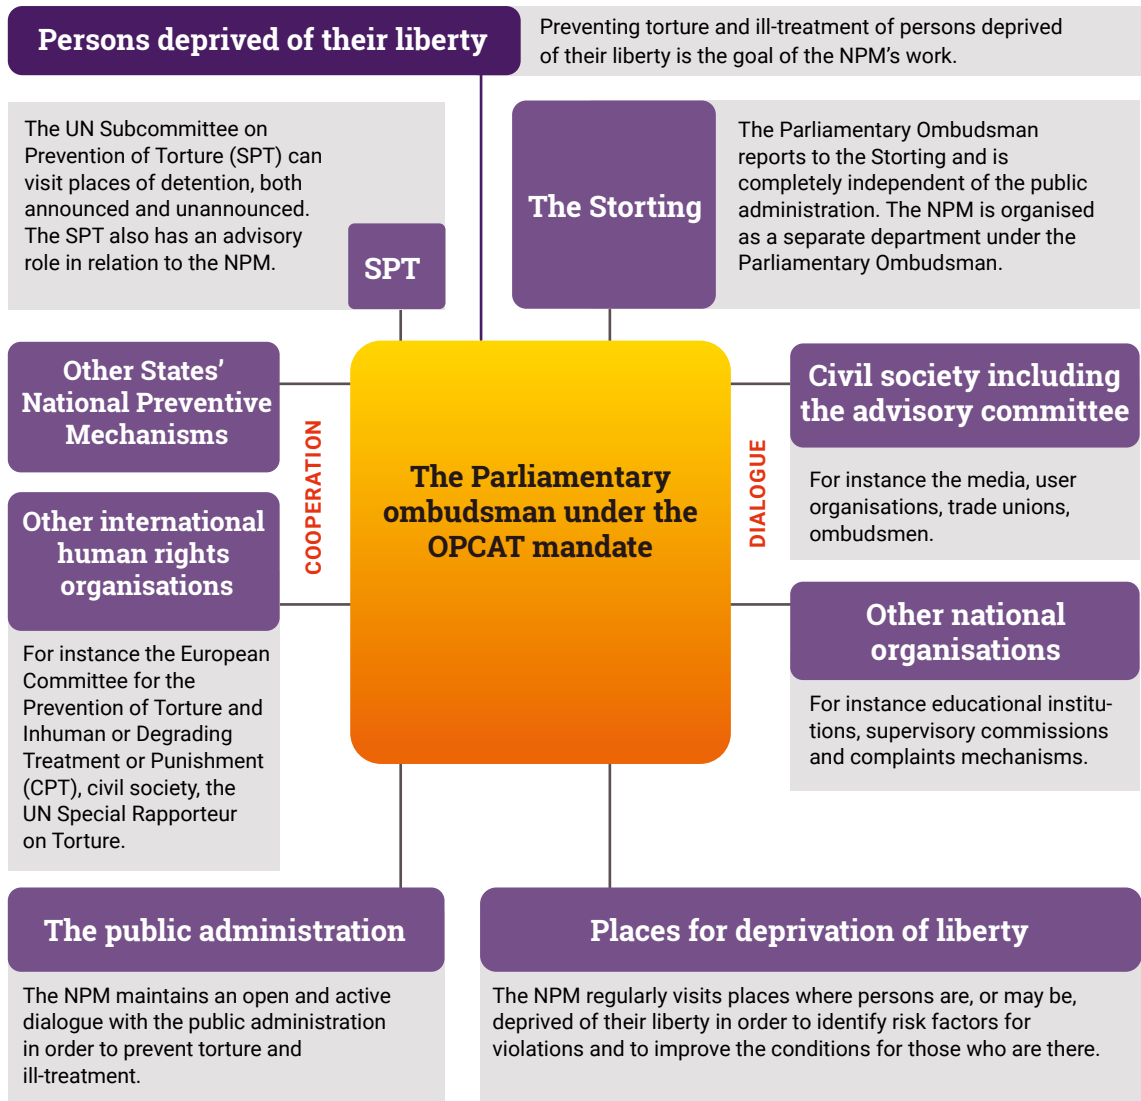 Persons deprived of their liberty
Preventing torture and ill-treatment of persons deprived
of their liberty is the goal of the NPM's work.
The UN Subcommittee on
Prevention of Torture (SPT) can
visit places of detention, both
announced and unannounced.
The SPT also has an advisory
role in relation to the NPM.
SPT
The Storting
The Parliamentary Ombudsman
reports to the Storting and is
completely independent of the public
administration. The NPM is organised
as a separate department under the
Parliamentary Ombudsman.
Other States'
National Preventive
Mechanisms
Other international
human rights
organisations
For instance the European
Committee for the
Prevention of Torture and
Inhuman or Degrading
Treatment or Punishment
(CPT), civil society, the
UN Special Rapporteur
on Torture.
COOPERATION
The Parliamentary
ombudsman under the
OPCAT mandate
DIALOGUE
Civil society including
the advisory committee
For instance the media, user
organisations, trade unions,
ombudsmen.
Other national
organisations
For instance educational institu-
tions, supervisory commissions
and complaints mechanisms.
The public administration
The NPM maintains an open and active
dialogue with the public administration
in order to prevent torture and
ill-treatment.
Places for deprivation of liberty
The NPM regularly visits places where persons are, or may be,
deprived of their liberty in order to identify risk factors for
violations and to improve the conditions for those who are there.